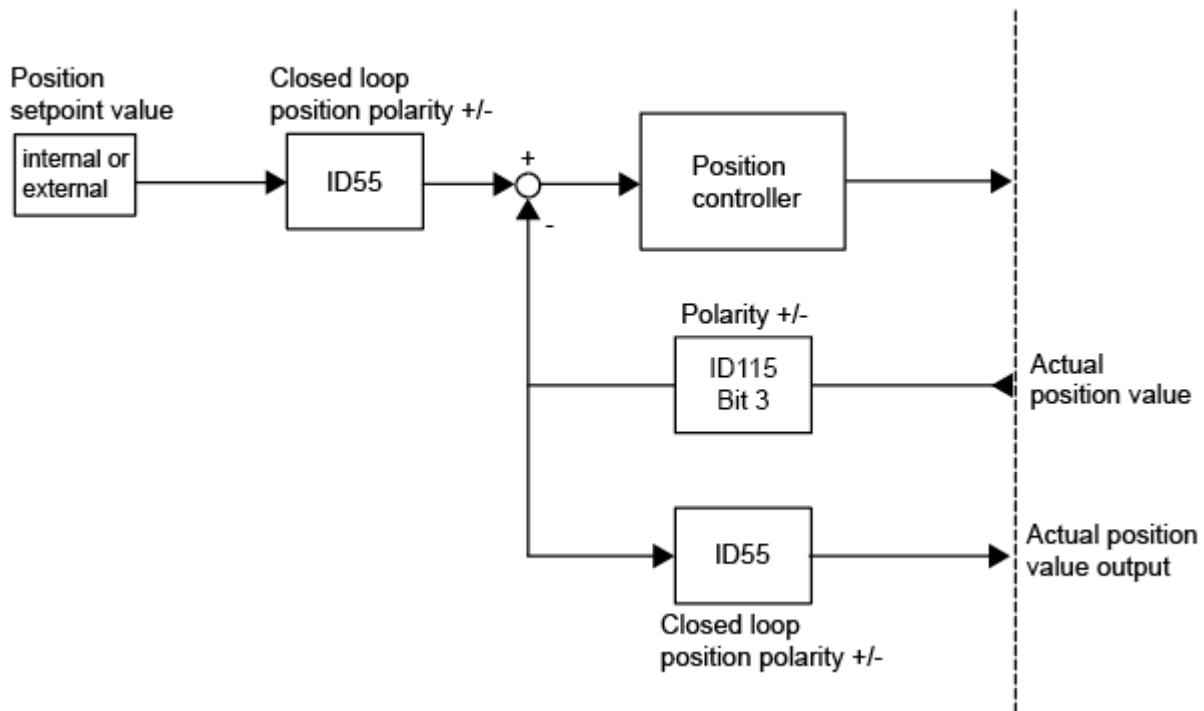 Position
setpoint value
internal or
external
Closed loop
position polarity +/-
ID55
+
-
Position
controller
Polarity +/-
ID115
Bit 3
Actual
position value
ID55
Closed loop
position polarity +/-
Actual position
value output